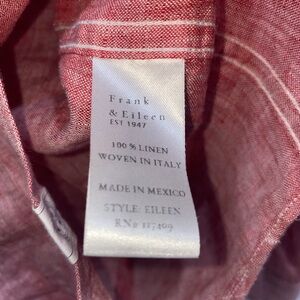 Frank
& Eileen
EST 1947
100% LINEN
WOVEN IN ITALY
MADE IN MEXICO
STYLE: EILEEN
RN# 117409